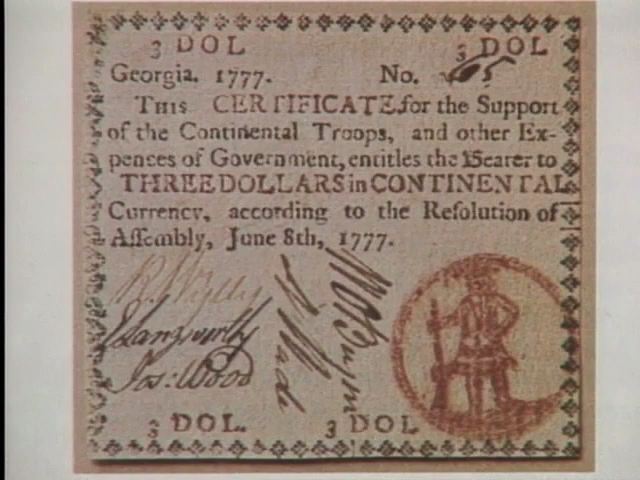 3 DOL 3 DOL
Georgia. 1777. No.
THIS CERTIFICATE for the Support
of the Continental Troops, and other Ex-
pences of Government, entitles the Bearer to
THREE DOLLARS in CONTINENTAL
Currency, according to the Reſolution of
Aſſembly, June 8th, 1777.
Jos: Wood
3 DOL. 3 DOL